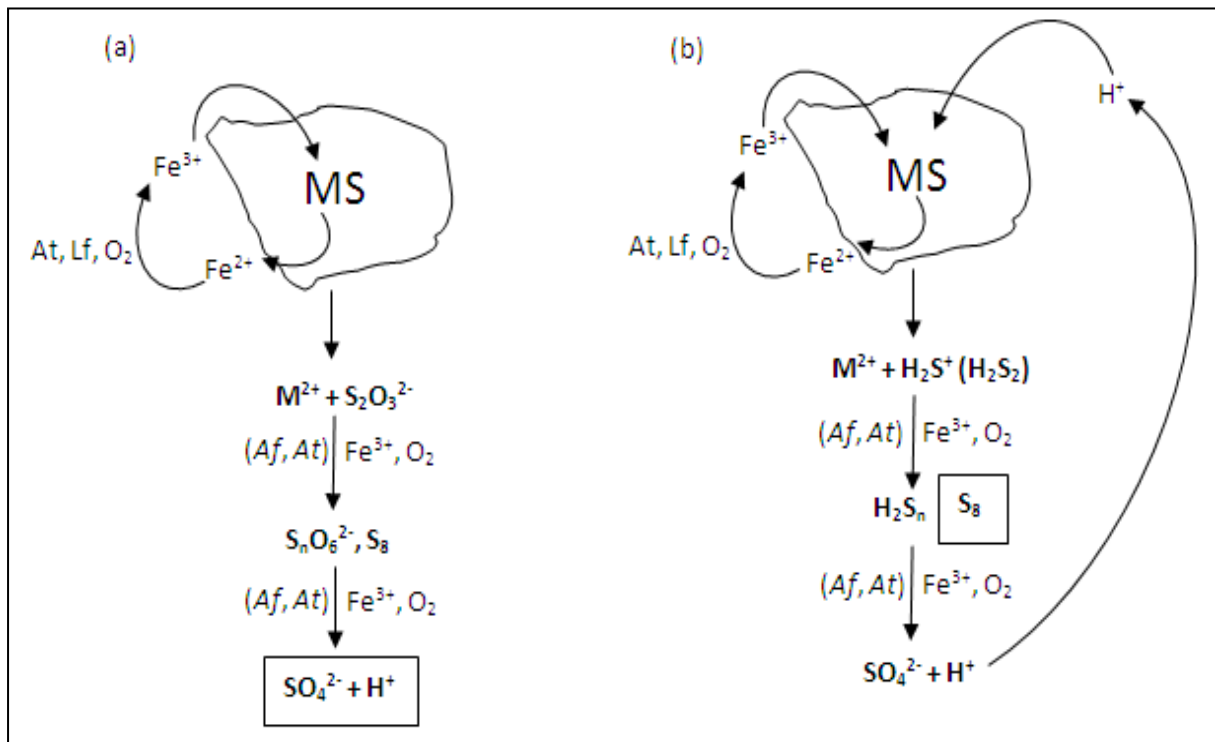 (a)
Fe³⁺
MS
At, Lf, O₂
Fe²⁺
M²⁺ + S₂O₃²⁻
(Af, At) Fe³⁺, O₂
SₙO₆²⁻, S₈
(Af, At) Fe³⁺, O₂
SO₄²⁻ + H⁺
(b)
H⁺
Fe³⁺
MS
At, Lf, O₂
Fe²⁺
M²⁺ + H₂S⁺ (H₂S₂)
(Af, At) Fe³⁺, O₂
H₂Sₙ S₈
(Af, At) Fe³⁺, O₂
SO₄²⁻ + H⁺